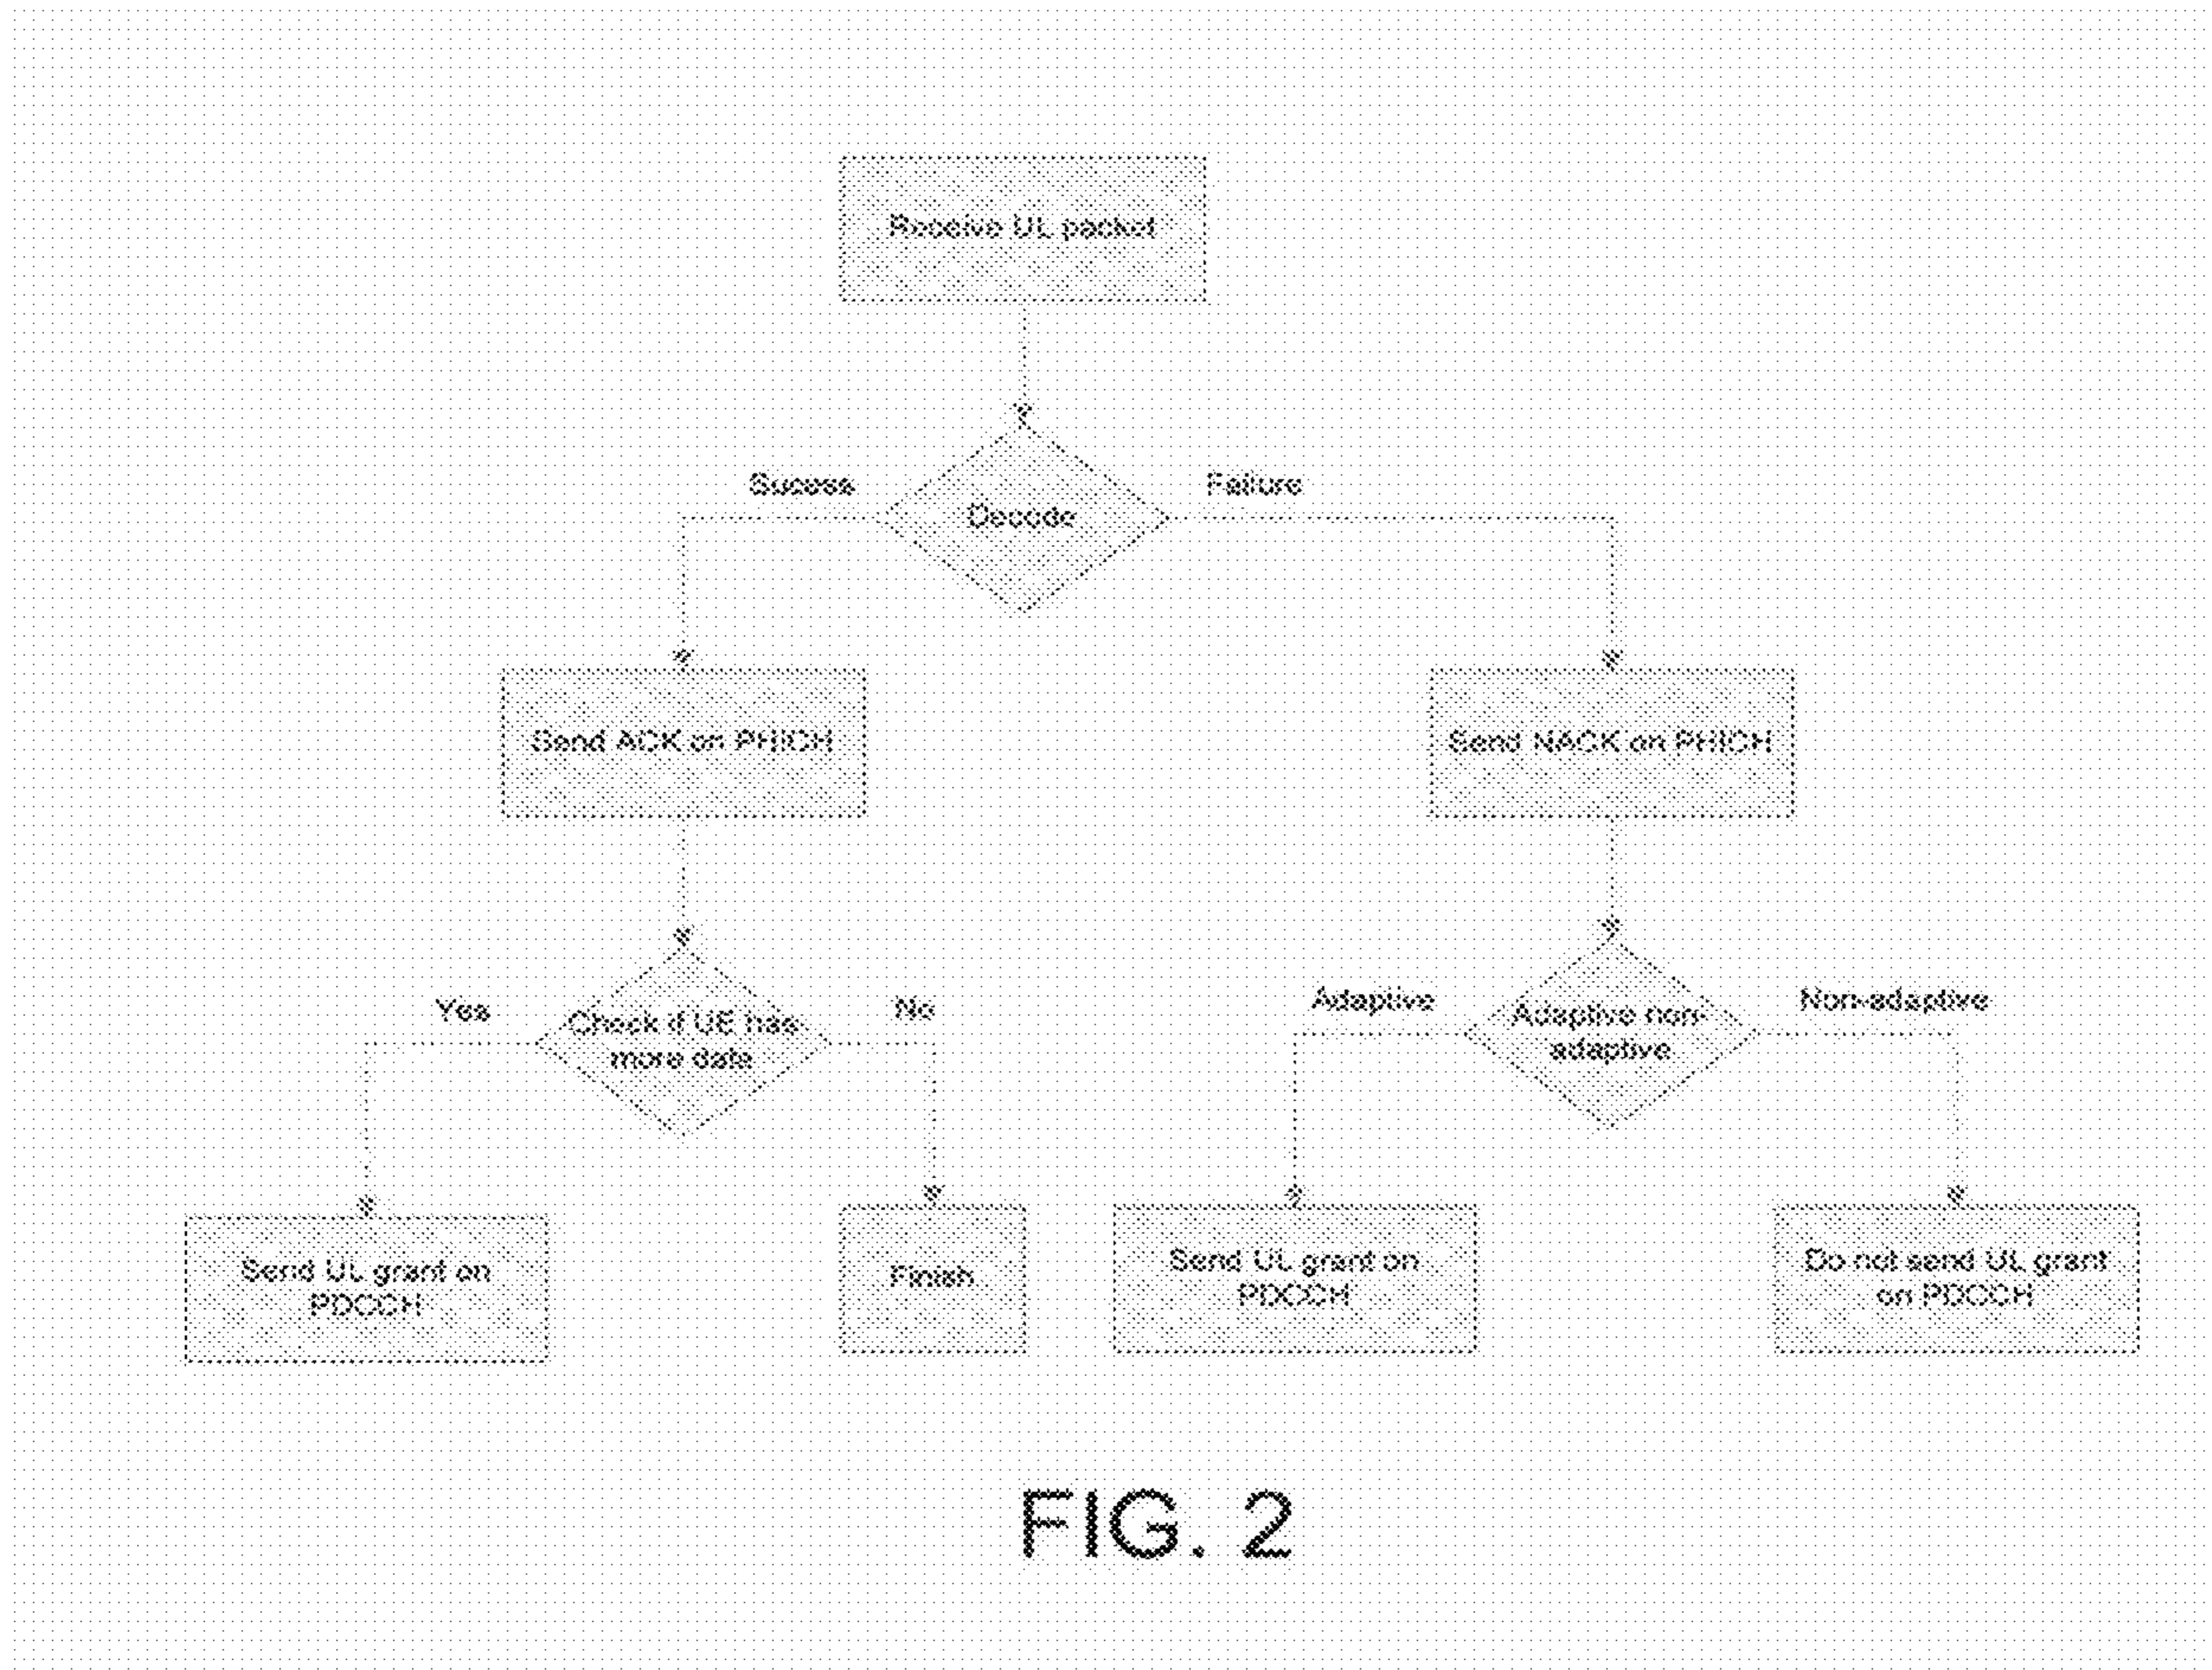 Receive UL packet
Sucess
Failure
Decode
Send ACK on PHICH
Send NACK on PHICH
Yes
Check if UE has
more data
No
Adaptive
Adaptive non-
adaptive
Non-adaptive
Send UL grant on
PDCCH
Finish
Send UL grant on
PDCCH
Do not send UL grant
on PDCCH
FIG. 2